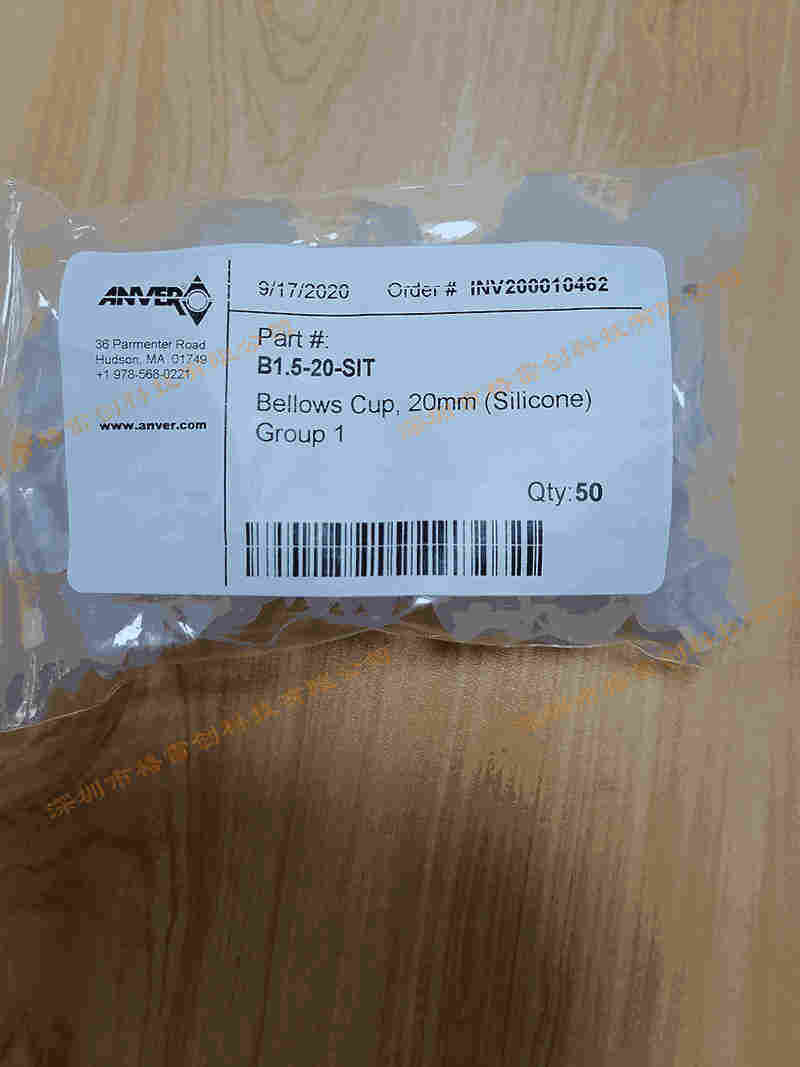 ANVER
36 Parmenter Road
Hudson, MA 01749
+1 978-568-0221
www.anver.com
9/17/2020 Order # INV200010462
Part #:
B1.5-20-SIT
Bellows Cup, 20mm (Silicone)
Group 1
Qty:50
深圳市格雷创科技有限公司